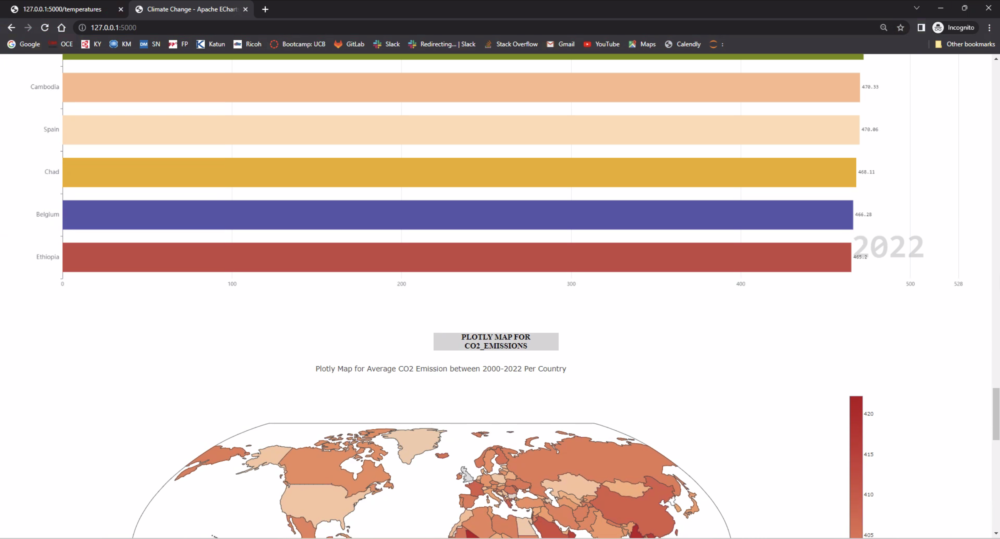 127.0.0.1:5000/temperatures
Climate Change - Apache EChart
127.0.0.1:5000
Incognito
Google OCE KY KM DM SN FP° FP Katun Biz Ricoh Bootcamp: UCB GitLab Slack Redirecting... | Slack Stack Overflow Gmail YouTube Maps Calendly :
Other bookmarks
Cambodia 470.33
Spain 470.06
Chad 468.11
Belgium 466.28
2022
Ethiopia 465.2
0 100 200 300 400 500 528
PLOTLY MAP FOR
CO2_EMISSIONS
Plotly Map for Average CO2 Emission between 2000-2022 Per Country
420
415
410
405